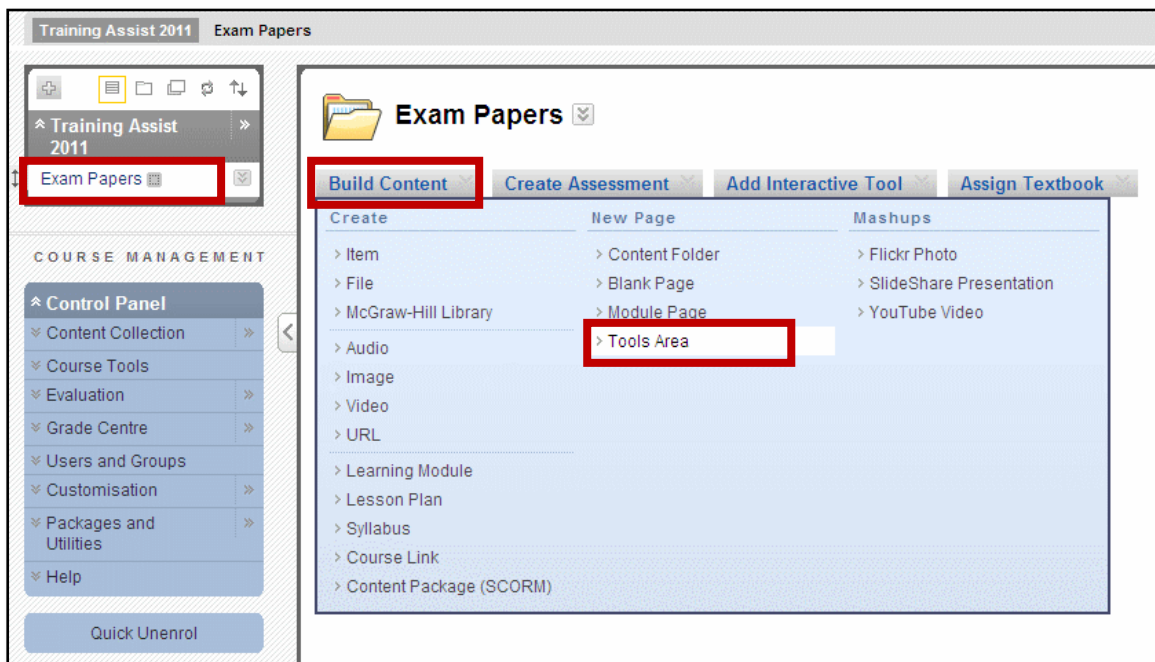 Training Assist 2011 Exam Papers
Training Assist
2011
Exam Papers
COURSE MANAGEMENT
Control Panel
Content Collection
Course Tools
Evaluation
Grade Centre
Users and Groups
Customisation
Packages and
Utilities
Help
Quick Unenrol
Exam Papers
Build Content Create Assessment Add Interactive Tool Assign Textbook
Create
Item
File
McGraw-Hill Library
Audio
Image
Video
URL
Learning Module
Lesson Plan
Syllabus
Course Link
Content Package (SCORM)
New Page
Content Folder
Blank Page
Module Page
Tools Area
Mashups
Flickr Photo
SlideShare Presentation
YouTube Video